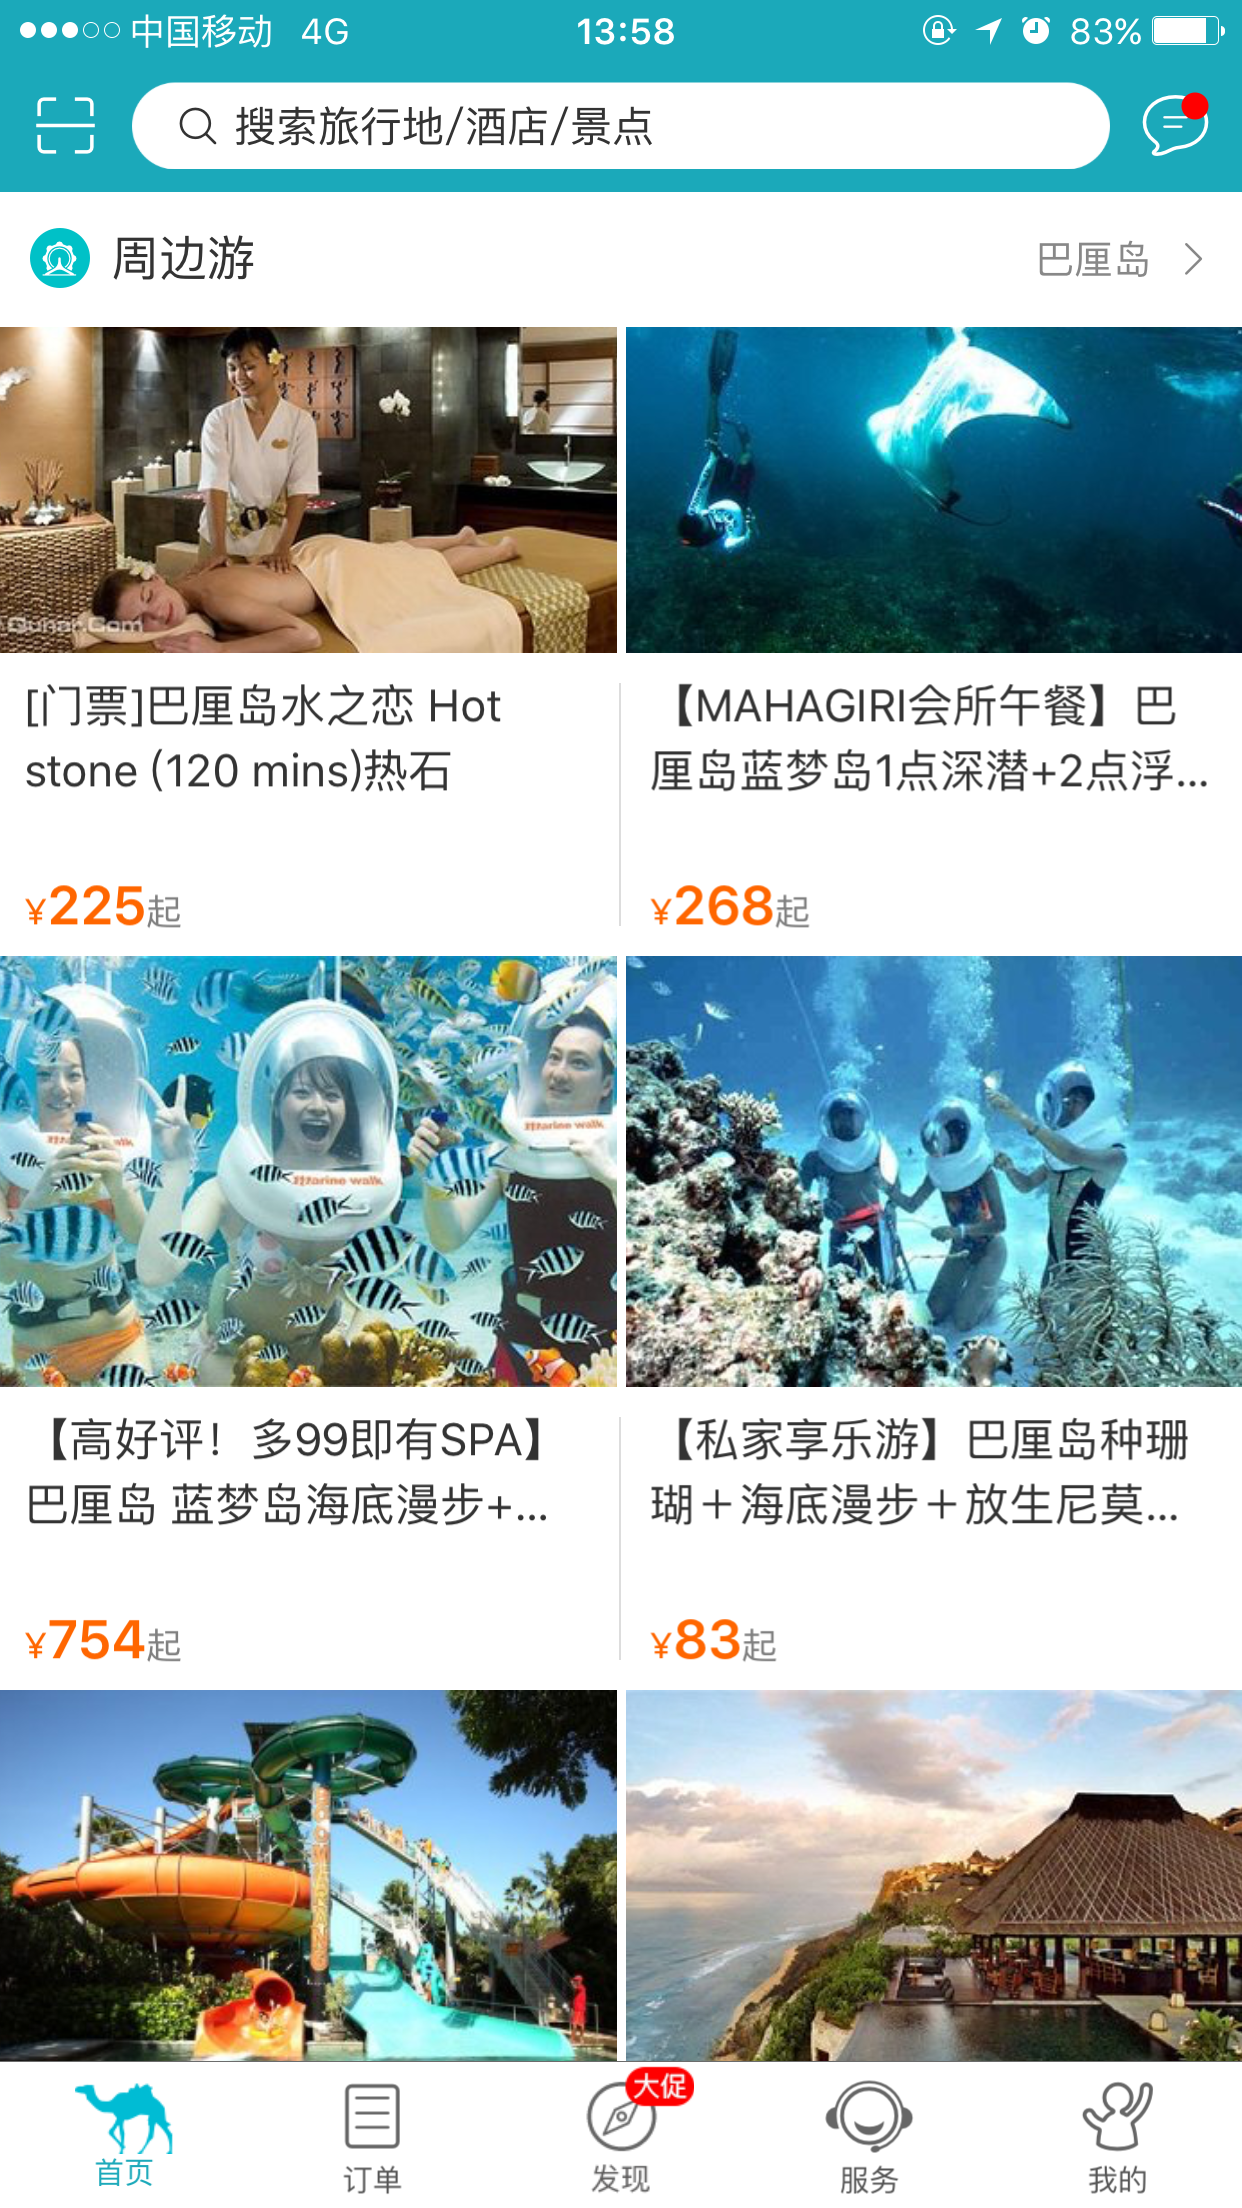 中国移动 4G 13:58 83%
搜索旅行地/酒店/景点
周边游 巴厘岛
Qunar.Com
[门票]巴厘岛水之恋 Hot
stone (120 mins)热石
¥225起
【MAHAGIRI会所午餐】巴
厘岛蓝梦岛1点深潜+2点浮...
¥268起
Marine walk
Marine walk
【高好评！多99即有SPA】
巴厘岛 蓝梦岛海底漫步+...
¥754起
【私家享乐游】巴厘岛种珊
瑚＋海底漫步＋放生尼莫...
¥83起
首页
订单
大促
发现
服务
我的